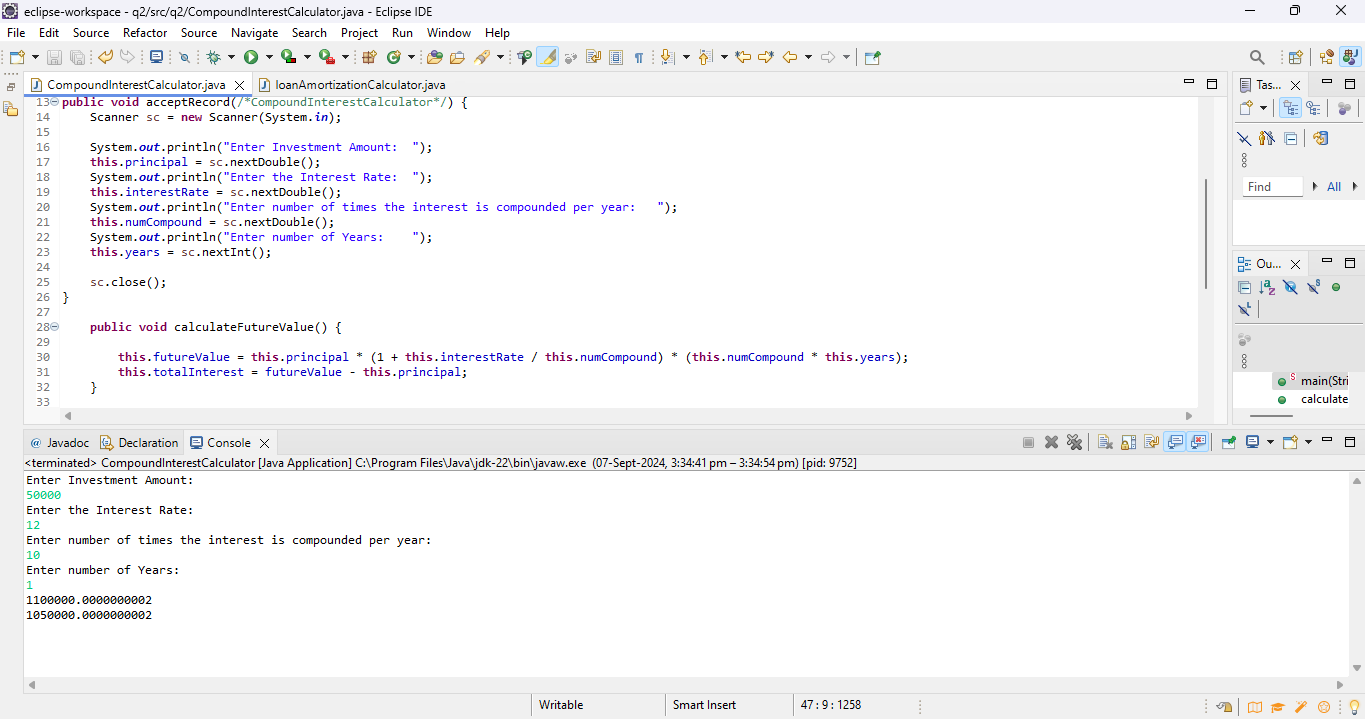 eclipse-workspace - q2/src/q2/CompoundInterestCalculator.java - Eclipse IDE
File Edit Source Refactor Source Navigate Search Project Run Window Help
CompoundInterestCalculator.java loanAmortizationCalculator.java
13 public void acceptRecord(/*CompoundInterestCalculator*/) {
14 Scanner sc = new Scanner(System.in);
15
16 System.out.println("Enter Investment Amount:  ");
17 this.principal = sc.nextDouble();
18 System.out.println("Enter the Interest Rate:  ");
19 this.interestRate = sc.nextDouble();
20 System.out.println("Enter number of times the interest is compounded per year:   ");
21 this.numCompound = sc.nextDouble();
22 System.out.println("Enter number of Years:    ");
23 this.years = sc.nextInt();
24
25 sc.close();
26 }
27
28 public void calculateFutureValue() {
29
30 this.futureValue = this.principal * (1 + this.interestRate / this.numCompound) * (this.numCompound * this.years);
31 this.totalInterest = futureValue - this.principal;
32 }
33
Tas...
Find All
Ou...
main(Stri
calculate
@ Javadoc Declaration Console
<terminated> CompoundInterestCalculator [Java Application] C:\Program Files\Java\jdk-22\bin\javaw.exe (07-Sept-2024, 3:34:41 pm – 3:34:54 pm) [pid: 9752]
Enter Investment Amount:
50000
Enter the Interest Rate:
12
Enter number of times the interest is compounded per year:
10
Enter number of Years:
1
1100000.0000000002
1050000.0000000002
Writable Smart Insert 47 : 9 : 1258